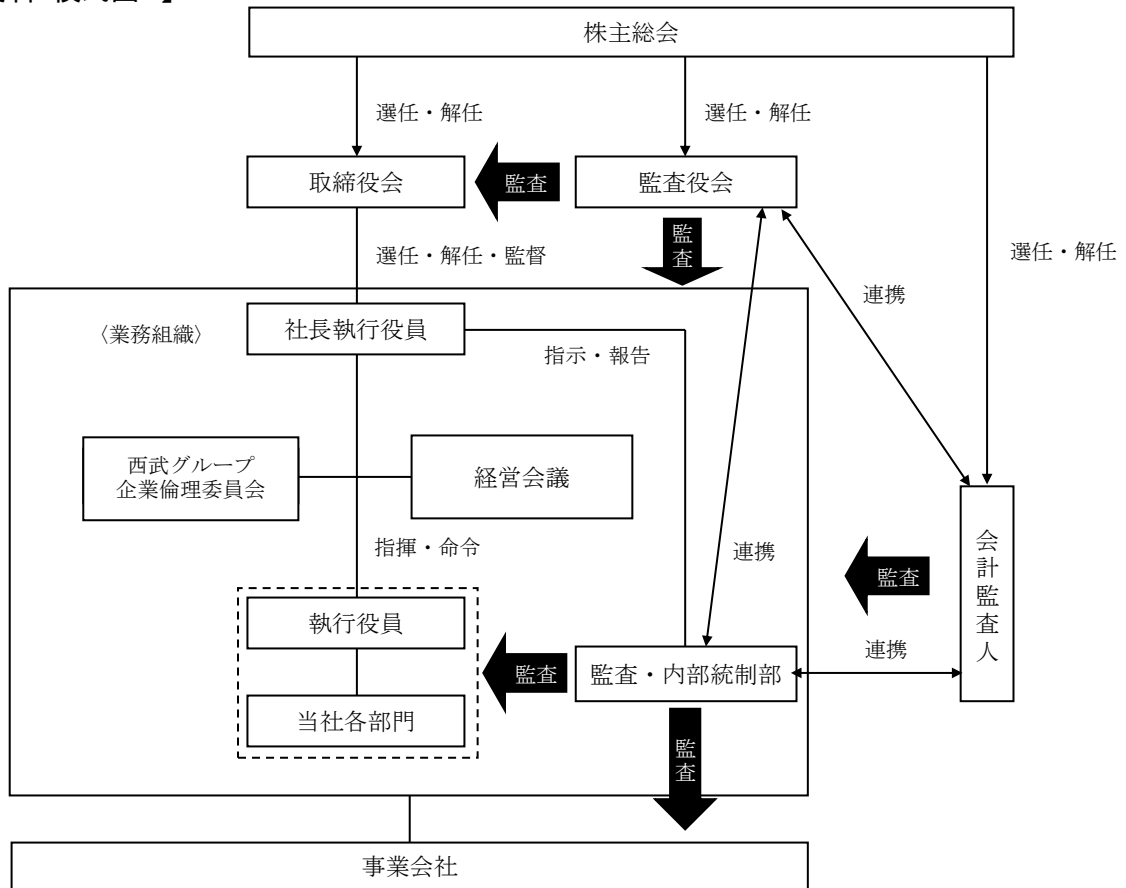 株主総会
選任・解任
選任・解任
取締役会
監査
監査役会
監査
選任・解任・監督
選任・解任
連携
〈業務組織〉
社長執行役員
指示・報告
西武グループ
企業倫理委員会
経営会議
指揮・命令
連携
監査
会計監査人
執行役員
監査
監査・内部統制部
連携
当社各部門
監査
事業会社